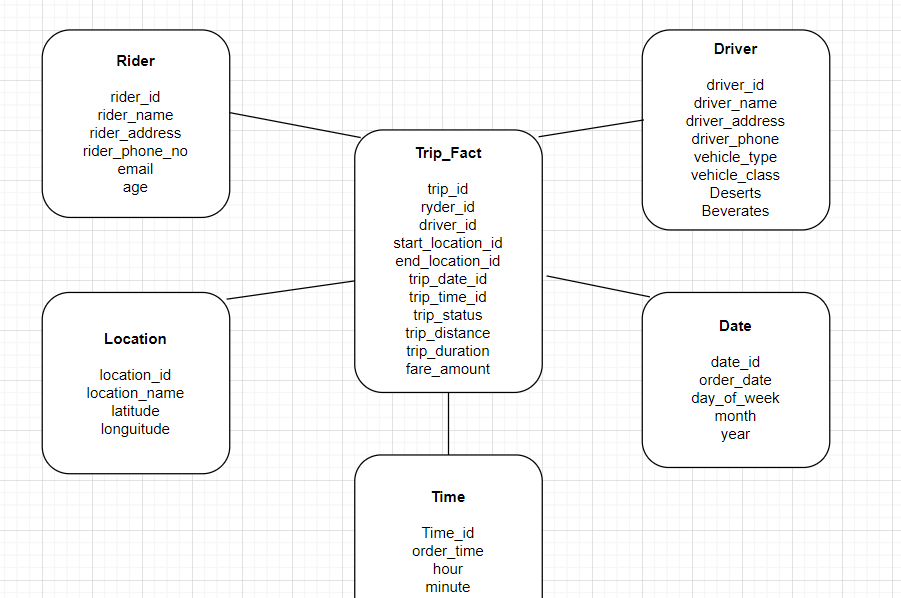 Rider
rider_id
rider_name
rider_address
rider_phone_no
email
age
Driver
driver_id
driver_name
driver_address
driver_phone
vehicle_type
vehicle_class
Deserts
Beverates
Trip_Fact
trip_id
ryder_id
driver_id
start_location_id
end_location_id
trip_date_id
trip_time_id
trip_status
trip_distance
trip_duration
fare_amount
Location
location_id
location_name
latitude
longuitude
Date
date_id
order_date
day_of_week
month
year
Time
Time_id
order_time
hour
minute